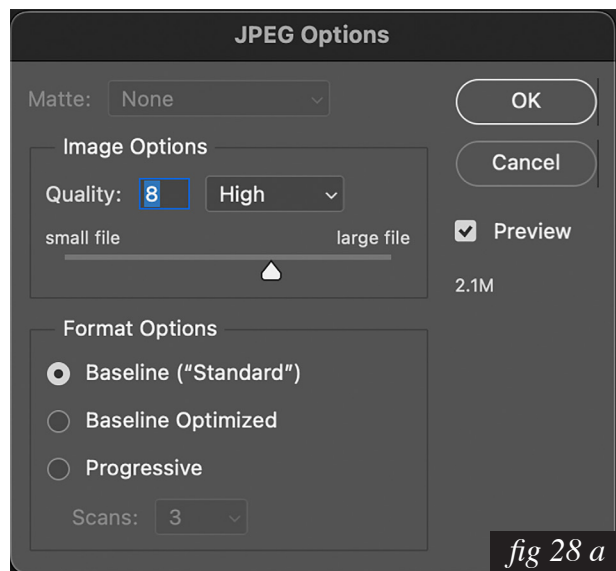 JPEG Options
Matte: None
OK
Image Options
Cancel
Quality: 8 High
Preview
small file large file
2.1M
Format Options
Baseline (“Standard”)
Baseline Optimized
Progressive
Scans: 3
fig 28 a